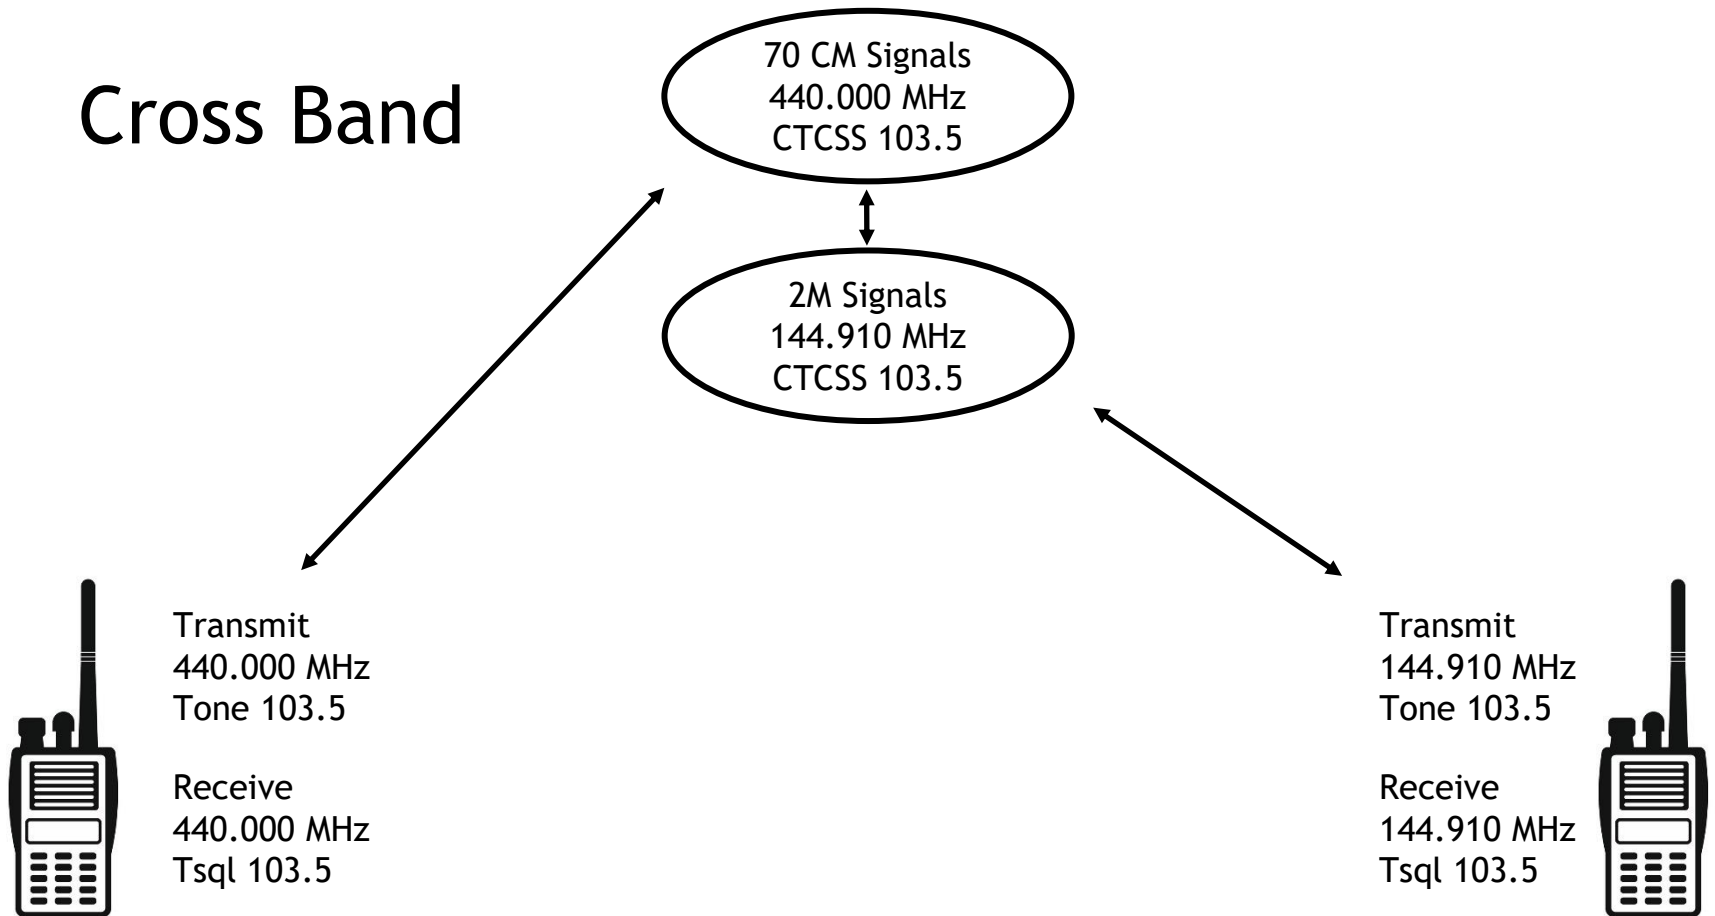 Cross Band
70 CM Signals
440.000 MHz
CTCSS 103.5
2M Signals
144.910 MHz
CTCSS 103.5
Transmit
440.000 MHz
Tone 103.5
Receive
440.000 MHz
Tsql 103.5
Transmit
144.910 MHz
Tone 103.5
Receive
144.910 MHz
Tsql 103.5